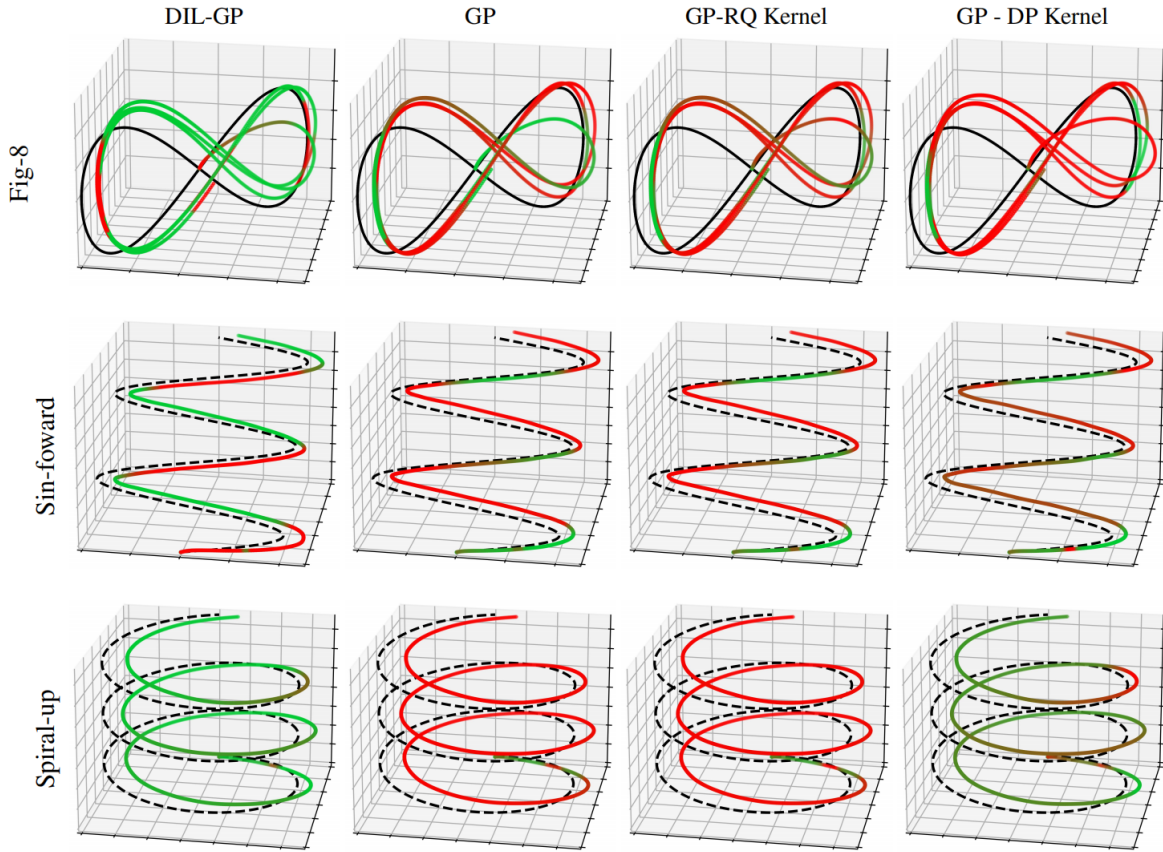 DIL-GP GP GP-RQ Kernel GP - DP Kernel
Fig-8
Sin-foward
Spiral-up